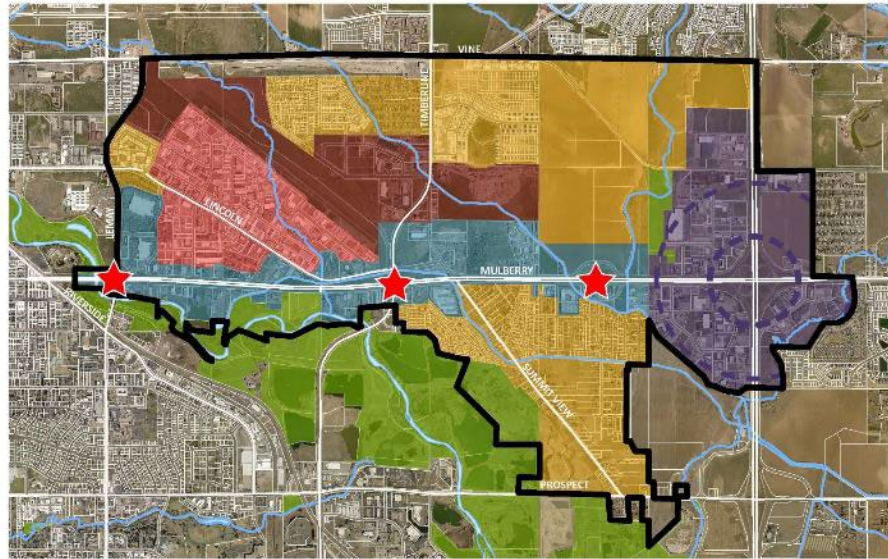 VINE
TIMBERLINE
LINCOLN
LEMAY
MULBERRY
RIVERSIDE
SUMMIT VIEW
PROSPECT